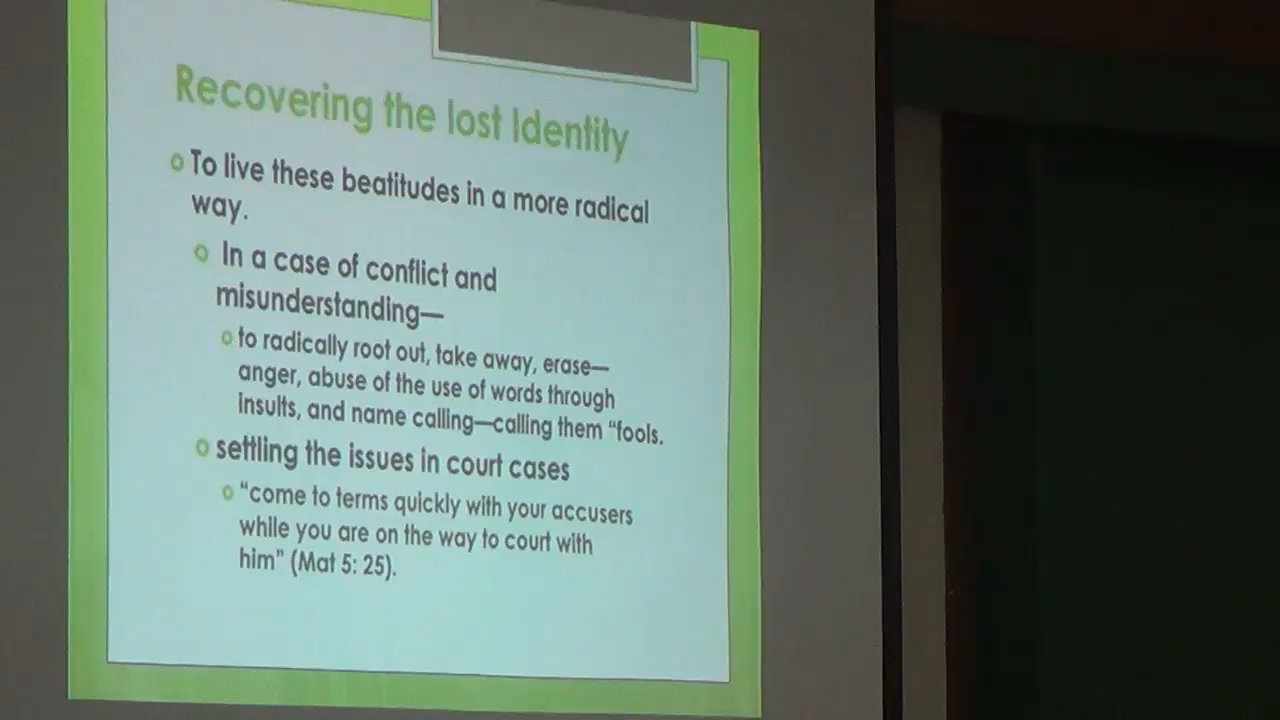 Recovering the lost Identity
To live these beatitudes in a more radical
way.
In a case of conflict and
misunderstanding—
to radically root out, take away, erase—
anger, abuse of the use of words through
insults, and name calling—calling them “fools.
settling the issues in court cases
“come to terms quickly with your accusers
while you are on the way to court with
him” (Mat 5: 25).